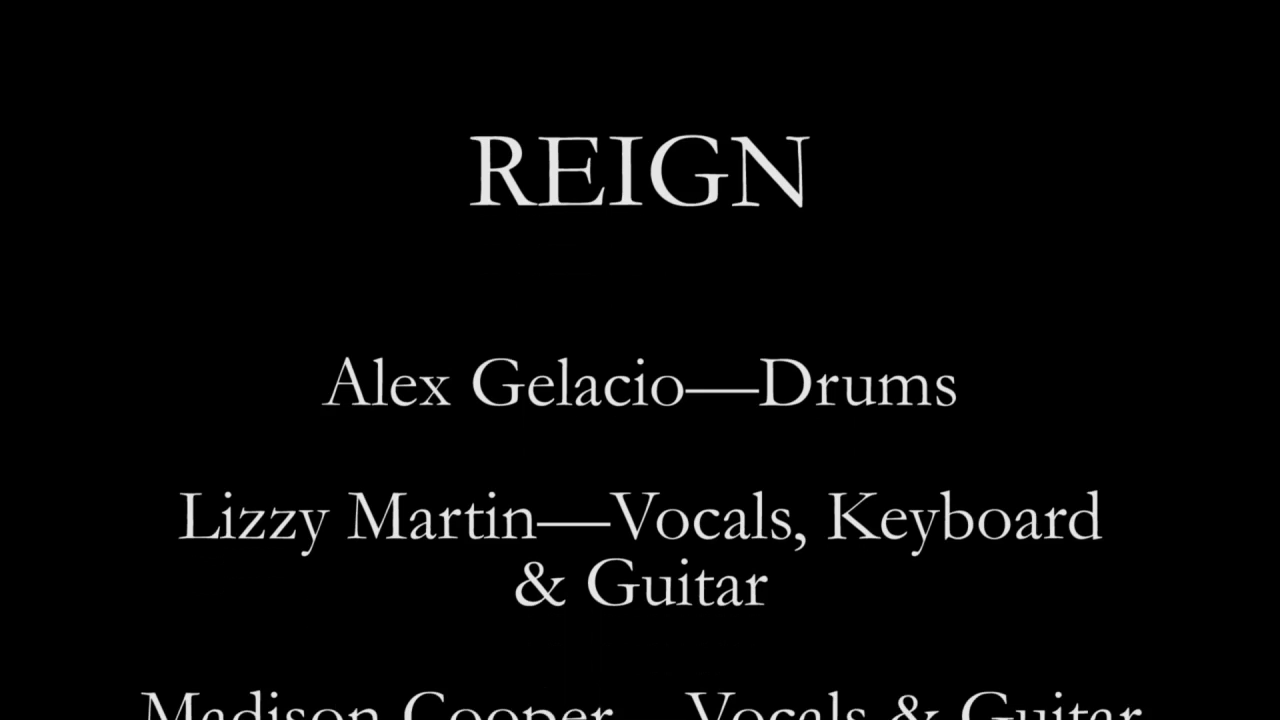 REIGN
Alex Gelacio—Drums
Lizzy Martin—Vocals, Keyboard
& Guitar
Madison Cooper—Vocals & Guitar